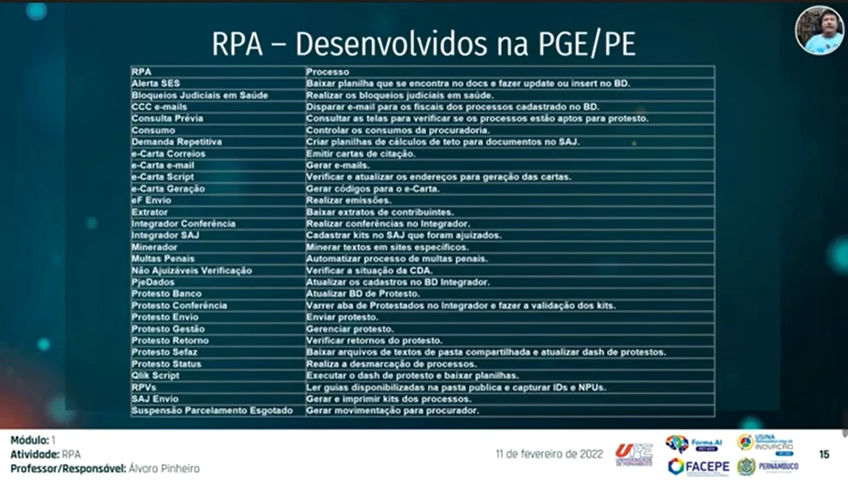 RPA – Desenvolvidos na PGE/PE
RPA Processo
Alerta SES Baixar planilha que se encontra no docs e fazer update ou insert no BD.
Bloqueios Judiciais em Saúde Realizar os bloqueios judiciais em saúde.
CCC e-mails Disparar e-mail para os fiscais dos processos cadastrado no BD.
Consulta Prévia Consultar as telas para verificar se os processos estão aptos para protesto.
Consumo Controlar os consumos da procuradoria.
Demanda Repetitiva Criar planilhas de cálculos de teto para documentos no SAJ.
e-Carta Correios Emitir cartas de citação.
e-Carta e-mail Gerar e-mails.
e-Carta Script Verificar e atualizar os endereços para geração das cartas.
e-Carta Geração Gerar códigos para o e-Carta.
eF Envio Realizar emissões.
Extrator Baixar extratos de contribuintes.
Integrador Conferência Realizar conferências no Integrador.
Integrador SAJ Cadastrar kits no SAJ que foram ajuizados.
Minerador Minerar textos em sites específicos.
Multas Penais Automatizar processo de multas penais.
Não Ajuizáveis Verificação Verificar a situação da CDA.
PjeDados Atualizar os cadastros no BD Integrador.
Protesto Banco Atualizar BD de Protesto.
Protesto Conferência Varrer aba de Protestados no Integrador e fazer a validação dos kits.
Protesto Envio Enviar protesto.
Protesto Gestão Gerenciar protesto.
Protesto Retorno Verificar retornos do protesto.
Protesto Sefaz Baixar arquivos de textos de pasta compartilhada e atualizar dash de protestos.
Protesto Status Realiza a desmarcação de processos.
Qlik Script Executar o dash de protesto e baixar planilhas.
RPVs Ler guias disponibilizadas na pasta publica e capturar IDs e NPUs.
SAJ Envio Gerar e imprimir kits dos processos.
Suspensão Parcelamento Esgotado Gerar movimentação para procurador.
Módulo: 1
Atividade: RPA
Professor/Responsável: Álvaro Pinheiro
11 de fevereiro de 2022
UPE
Forma.AI
USINA
INOVAÇÃO
FACEPE
PERNAMBUCO
15